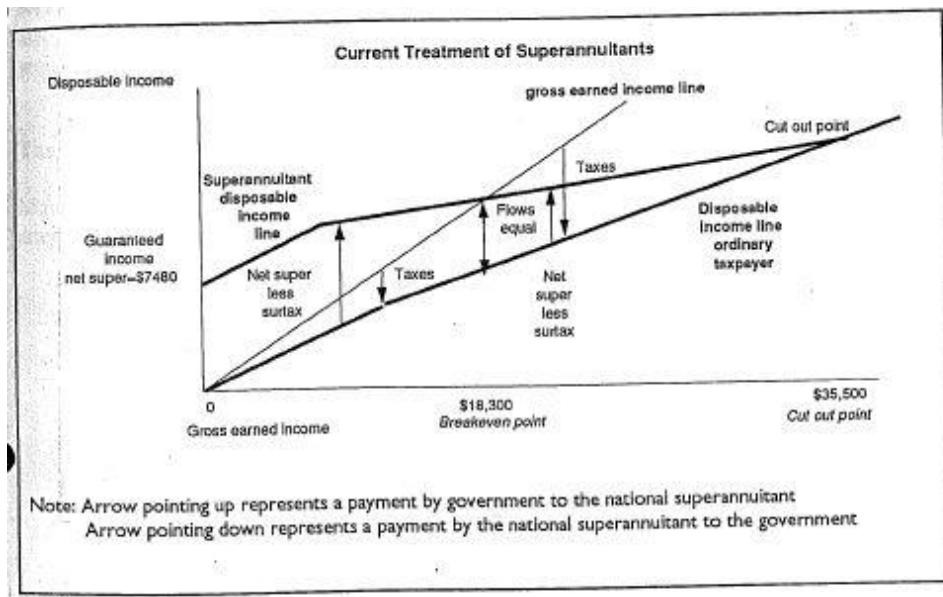 Current Treatment of Superannuitants
Disposable Income
gross earned income line
Cut out point
Taxes
Superannuitant
disposable
income
line
Flows
equal
Disposable
Income line
ordinary
taxpayer
Guaranteed
income
net super=$7480
Net super
less
surtax
Taxes
Net
super
less
surtax
0
$18,300
$35,500
Gross earned Income
Breakeven point
Cut out point
Note: Arrow pointing up represents a payment by government to the national superannuitant
Arrow pointing down represents a payment by the national superannuitant to the government